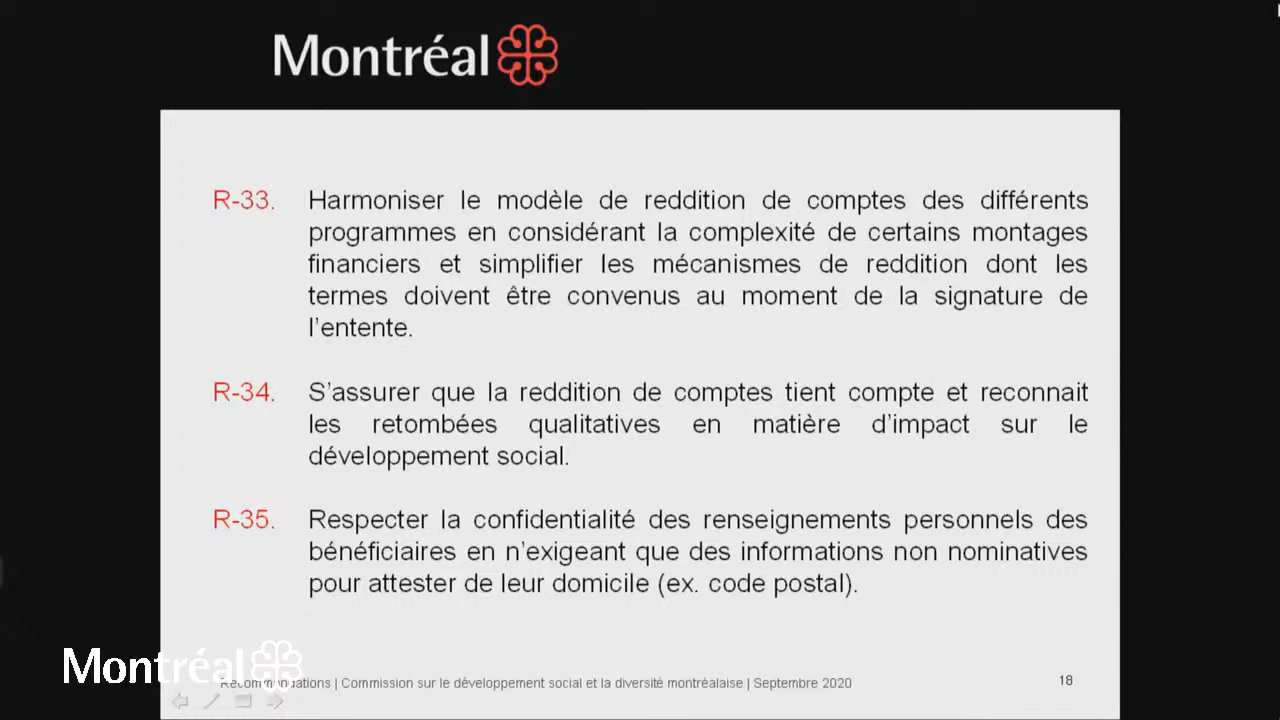 Montréal
R-33. Harmoniser le modèle de reddition de comptes des différents
programmes en considérant la complexité de certains montages
financiers et simplifier les mécanismes de reddition dont les
termes doivent être convenus au moment de la signature de
l'entente.
R-34. S'assurer que la reddition de comptes tient compte et reconnait
les retombées qualitatives en matière d'impact sur le
développement social.
R-35. Respecter la confidentialité des renseignements personnels des
bénéficiaires en n'exigeant que des informations non nominatives
pour attester de leur domicile (ex. code postal).
Montréal
Recommandations | Commission sur le développement social et la diversité montréalaise | Septembre 2020
18